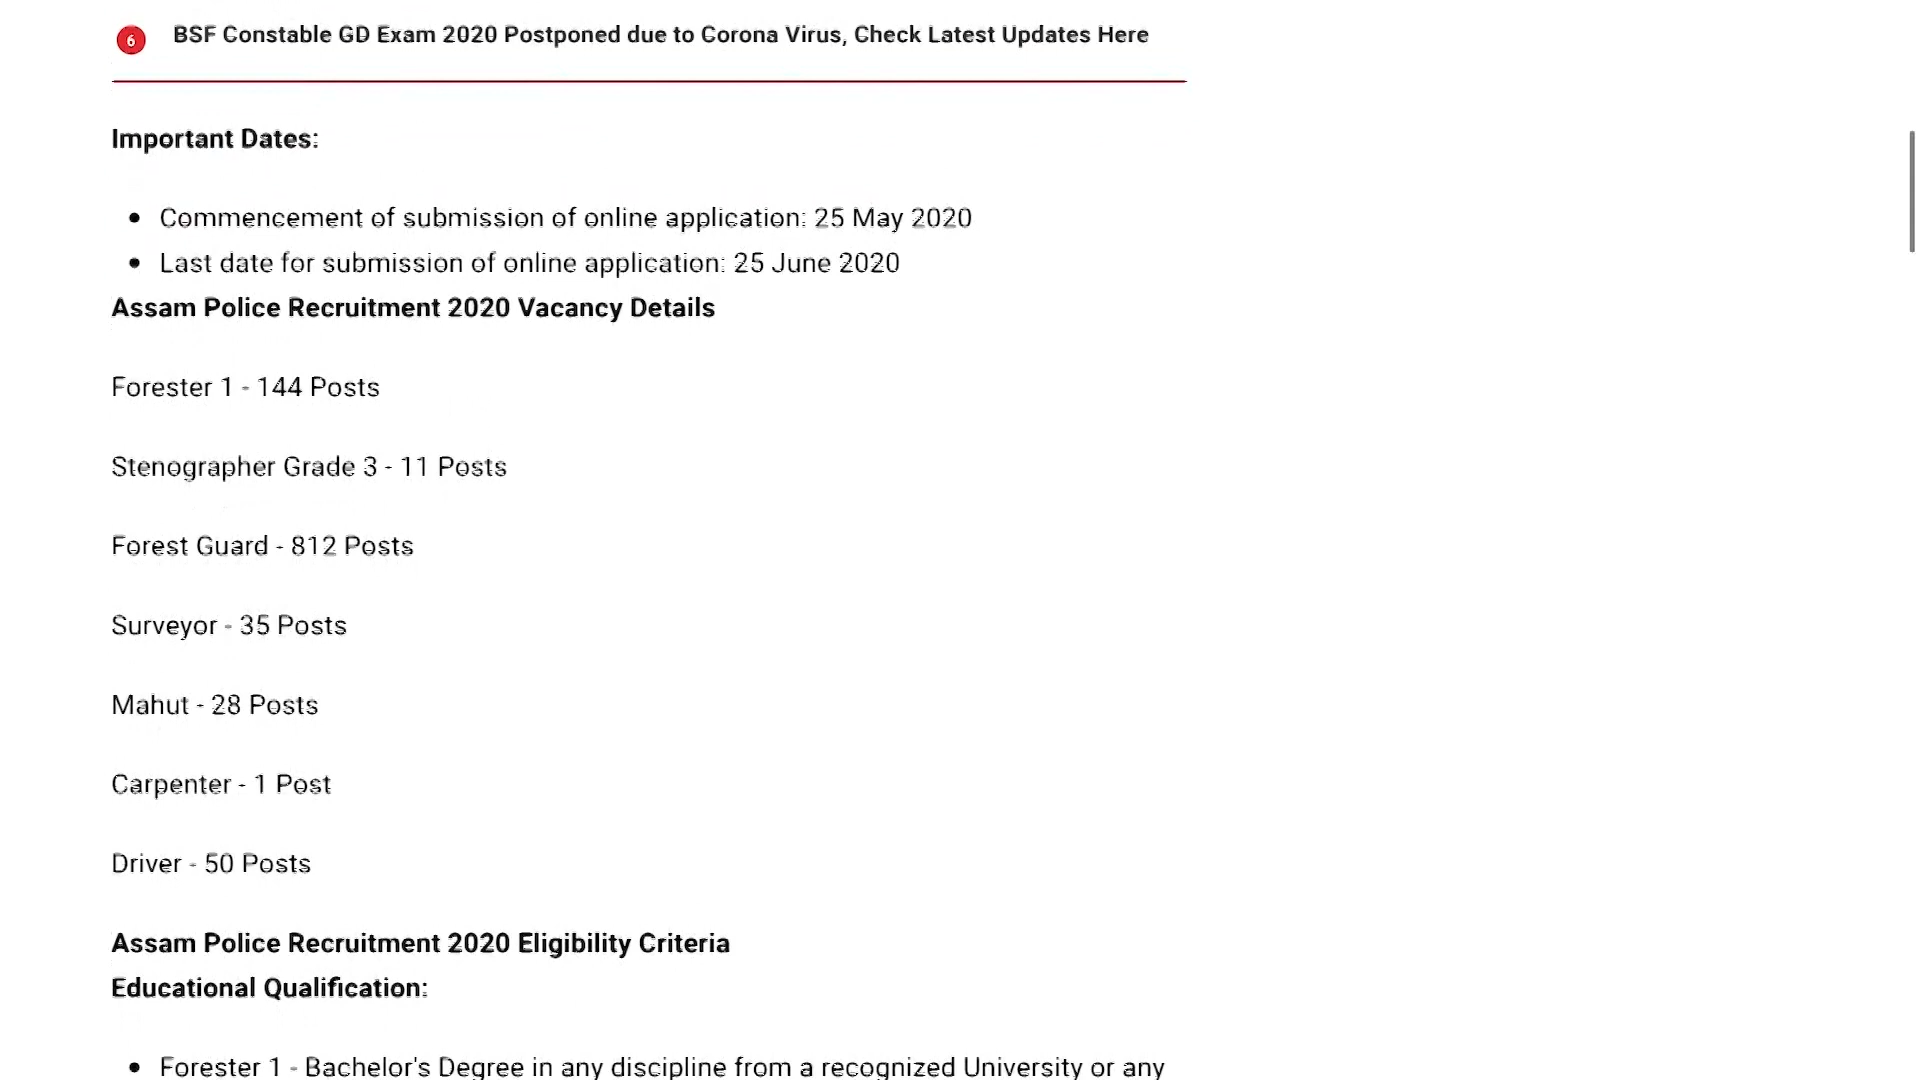 6 BSF Constable GD Exam 2020 Postponed due to Corona Virus, Check Latest Updates Here
Important Dates:
• Commencement of submission of online application: 25 May 2020
• Last date for submission of online application: 25 June 2020
Assam Police Recruitment 2020 Vacancy Details
Forester 1 - 144 Posts
Stenographer Grade 3 - 11 Posts
Forest Guard - 812 Posts
Surveyor - 35 Posts
Mahut - 28 Posts
Carpenter - 1 Post
Driver - 50 Posts
Assam Police Recruitment 2020 Eligibility Criteria
Educational Qualification:
• Forester 1 - Bachelor's Degree in any discipline from a recognized University or any